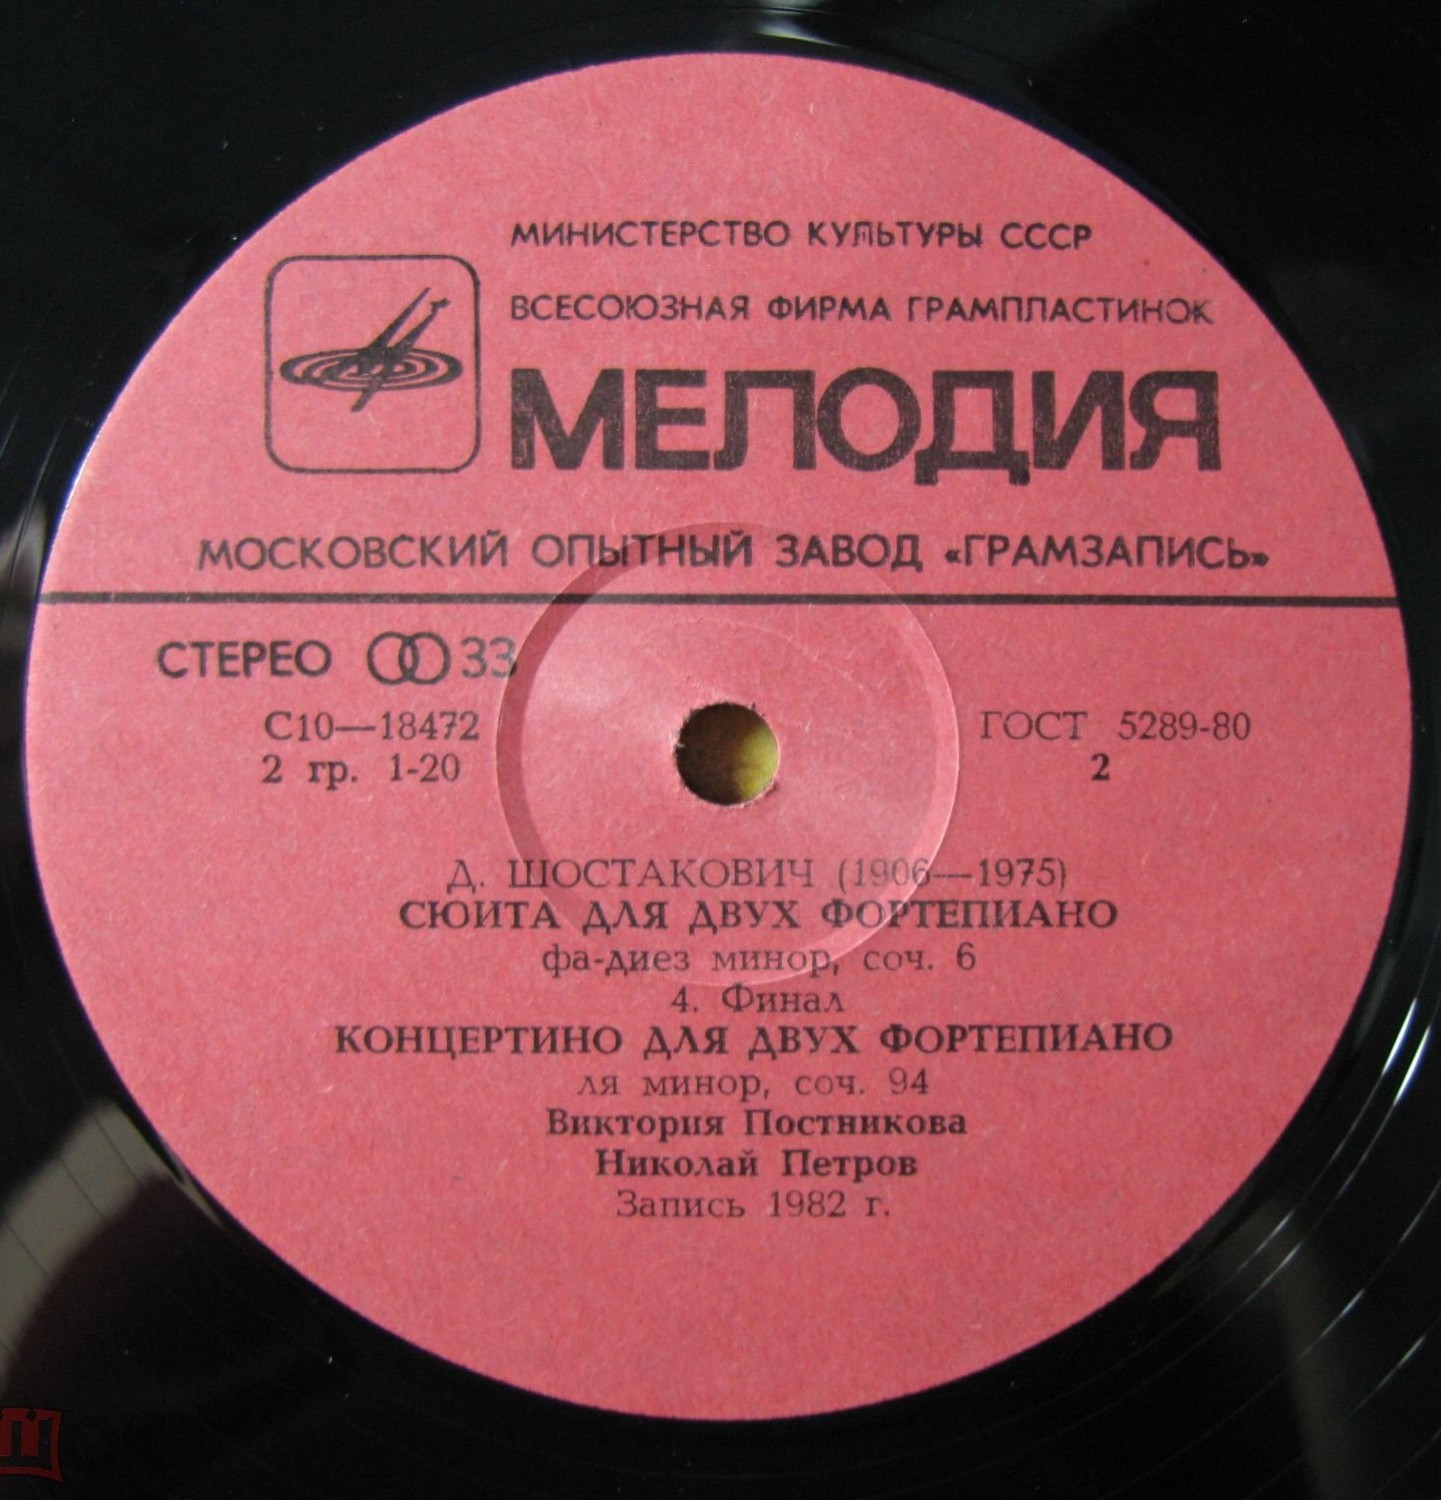 МИНИСТЕРСТВО КУЛЬТУРЫ СССР
ВСЕСОЮЗНАЯ ФИРМА ГРАМПЛАСТИНОК
МЕЛОДИЯ
МОСКОВСКИЙ ОПЫТНЫЙ ЗАВОД «ГРАМЗАПИСЬ»
СТЕРЕО 33
С10—18472 ГОСТ 5289-80
2 гр. 1-20 2
Д. ШОСТАКОВИЧ (1906—1975)
СЮИТА ДЛЯ ДВУХ ФОРТЕПИАНО
фа-диез минор, соч. 6
4. Финал
КОНЦЕРТИНО ДЛЯ ДВУХ ФОРТЕПИАНО
ля минор, соч. 94
Виктория Постникова
Николай Петров
Запись 1982 г.